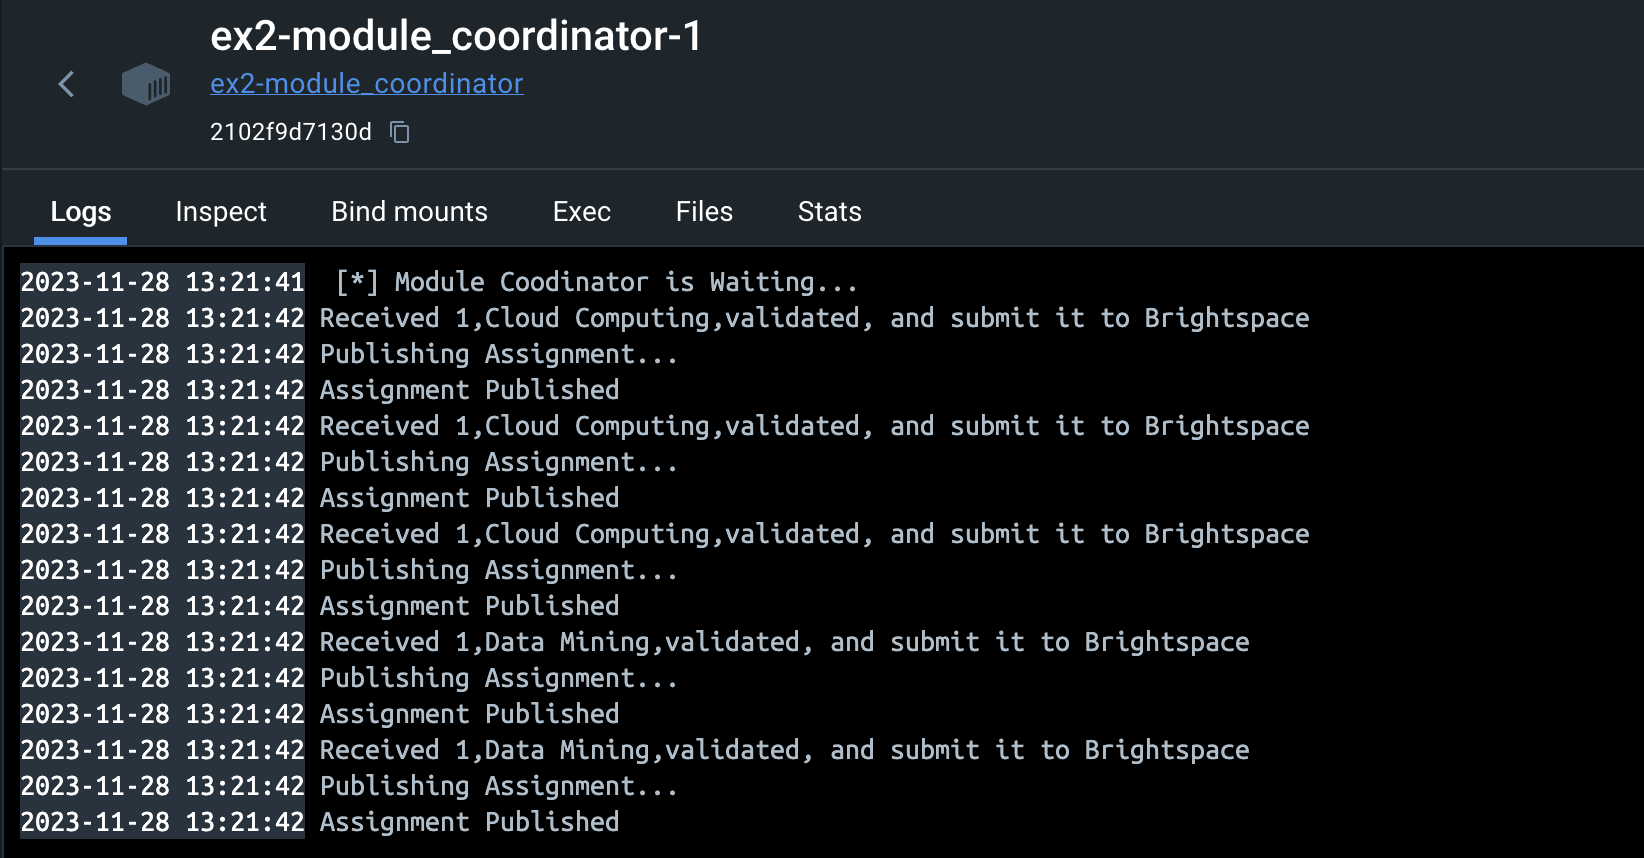 ex2-module_coordinator-1
ex2-module_coordinator
2102f9d7130d
Logs Inspect Bind mounts Exec Files Stats
2023-11-28 13:21:41 [*] Module Coodinator is Waiting...
2023-11-28 13:21:42 Received 1,Cloud Computing,validated, and submit it to Brightspace
2023-11-28 13:21:42 Publishing Assignment...
2023-11-28 13:21:42 Assignment Published
2023-11-28 13:21:42 Received 1,Cloud Computing,validated, and submit it to Brightspace
2023-11-28 13:21:42 Publishing Assignment...
2023-11-28 13:21:42 Assignment Published
2023-11-28 13:21:42 Received 1,Cloud Computing,validated, and submit it to Brightspace
2023-11-28 13:21:42 Publishing Assignment...
2023-11-28 13:21:42 Assignment Published
2023-11-28 13:21:42 Received 1,Data Mining,validated, and submit it to Brightspace
2023-11-28 13:21:42 Publishing Assignment...
2023-11-28 13:21:42 Assignment Published
2023-11-28 13:21:42 Received 1,Data Mining,validated, and submit it to Brightspace
2023-11-28 13:21:42 Publishing Assignment...
2023-11-28 13:21:42 Assignment Published